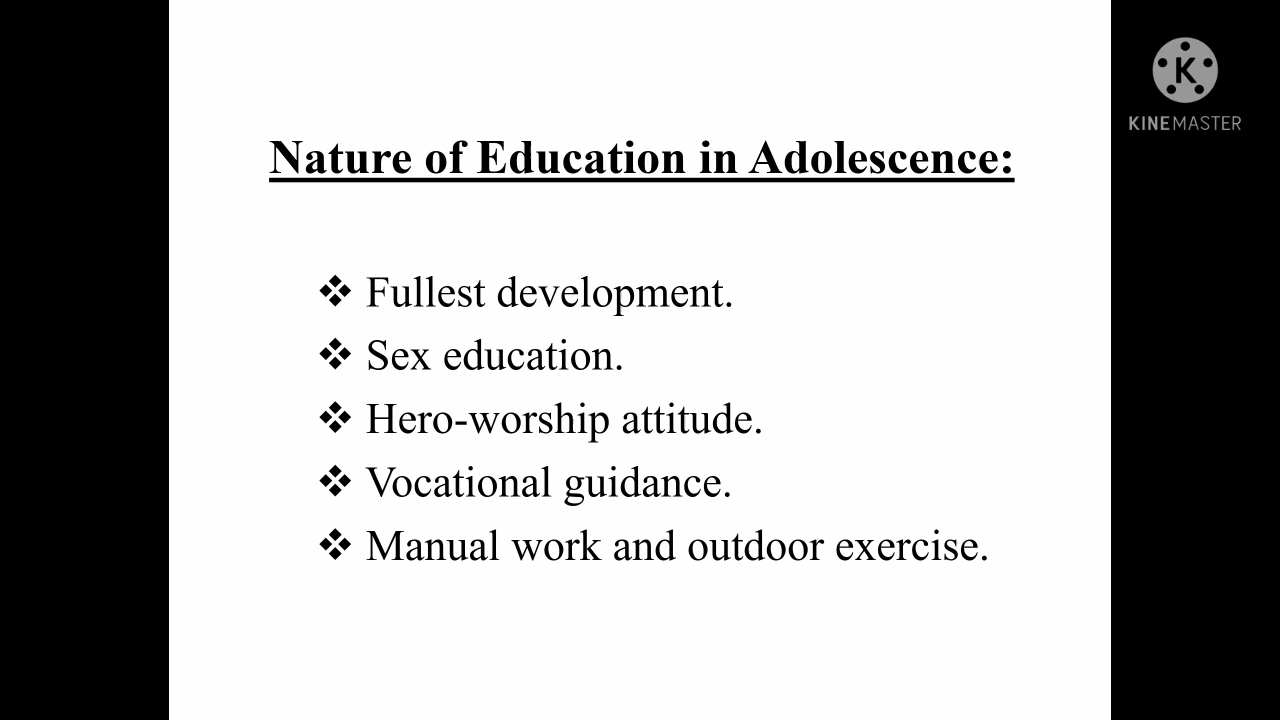 Nature of Education in Adolescence:
❖ Fullest development.
❖ Sex education.
❖ Hero-worship attitude.
❖ Vocational guidance.
❖ Manual work and outdoor exercise.
K
KINEMASTER